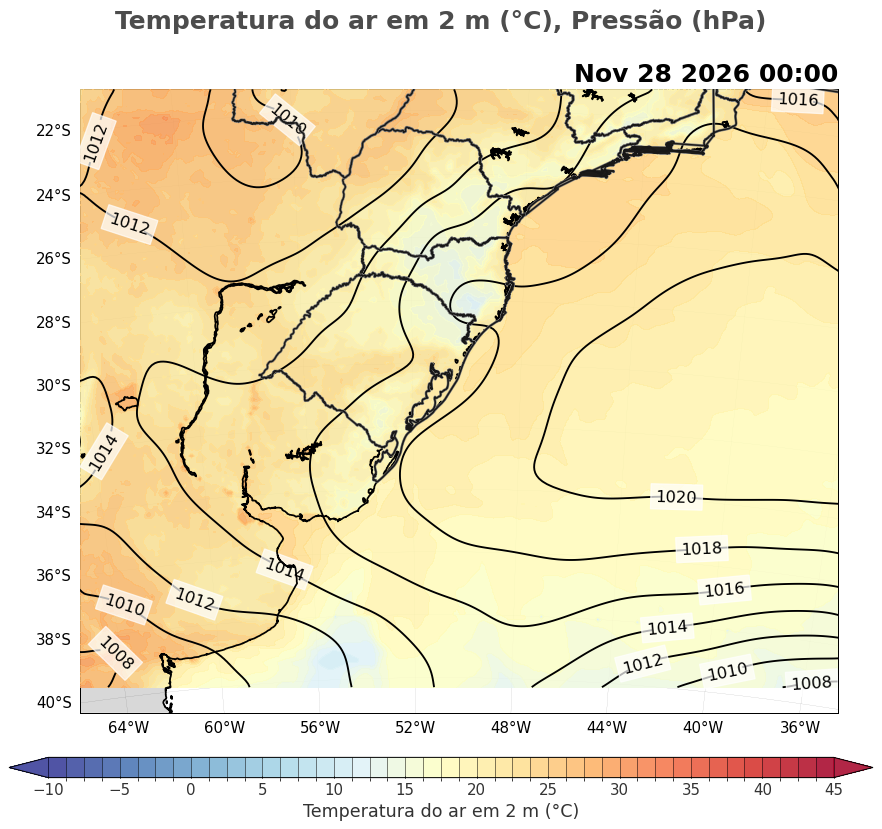 Temperatura do ar em 2 m (°C), Pressão (hPa)
Nov 28 2026 00:00
1016
1010
1012
22°S
24°S
1012
26°S
28°S
30°S
1014
32°S
1020
34°S
1018
1014
36°S
1016
1012
1010
1014
38°S
1008
1012
1010
1008
40°S
64°W 60°W 56°W 52°W 48°W 44°W 40°W 36°W
−10 −5 0 5 10 15 20 25 30 35 40 45
Temperatura do ar em 2 m (°C)